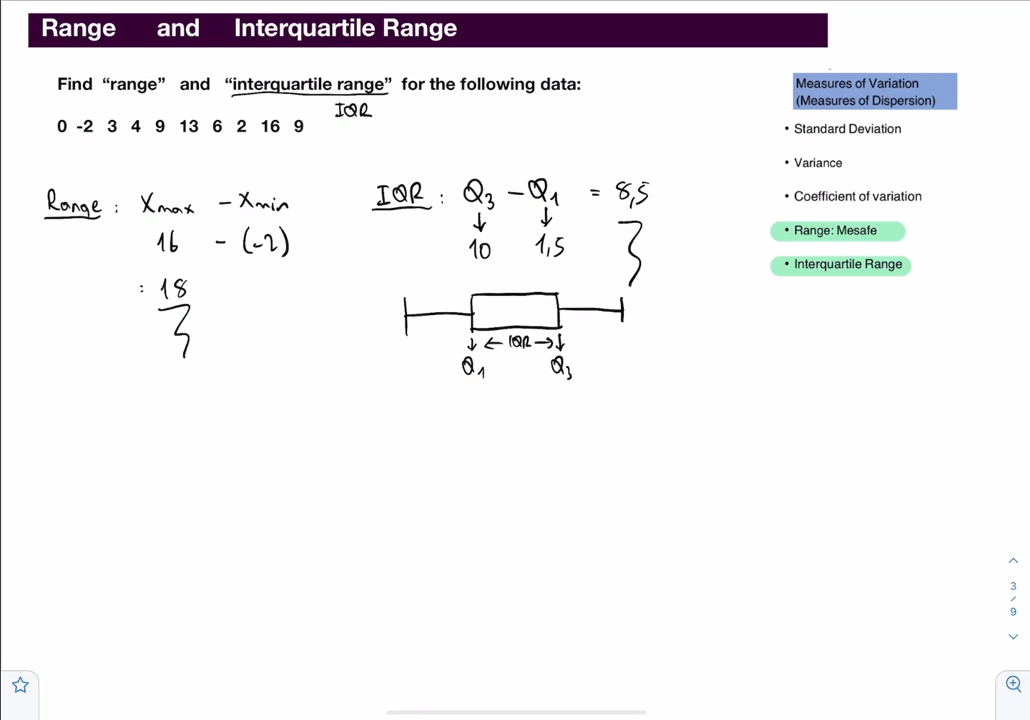 Range and Interquartile Range
Find “range” and “interquartile range” for the following data:
IQR
0 -2 3 4 9 13 6 2 16 9
Range : Xmax - Xmin
16 - (-2)
: 18
IQR : Q3 - Q1 = 8,5
10 1,5
IQR
Q1 Q3
Measures of Variation
(Measures of Dispersion)
• Standard Deviation
• Variance
• Coefficient of variation
• Range: Mesafe
• Interquartile Range
3
/
9